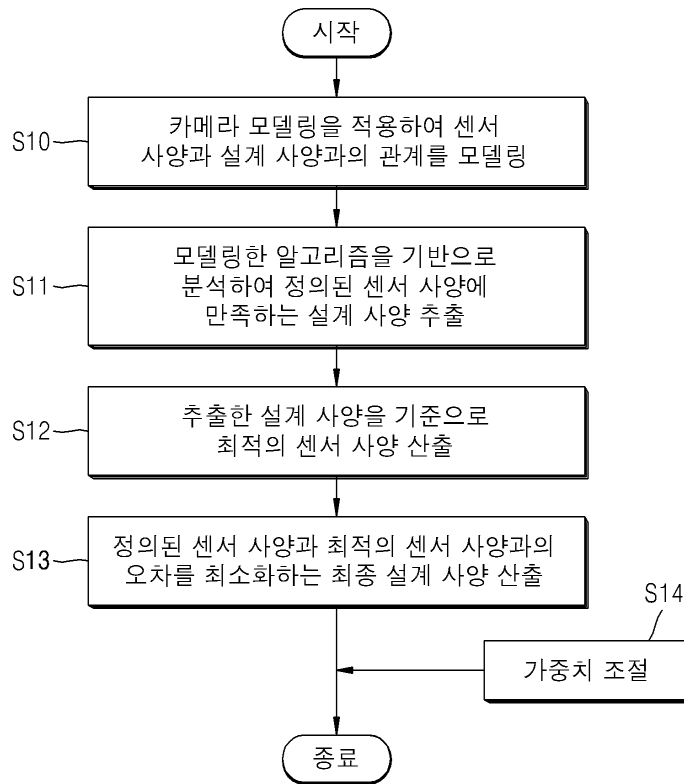 시작
S10
카메라 모델링을 적용하여 센서
사양과 설계 사양과의 관계를 모델링
S11
모델링한 알고리즘을 기반으로
분석하여 정의된 센서 사양에
만족하는 설계 사양 추출
S12
추출한 설계 사양을 기준으로
최적의 센서 사양 산출
S13
정의된 센서 사양과 최적의 센서 사양과의
오차를 최소화하는 최종 설계 사양 산출
S14
가중치 조절
종료